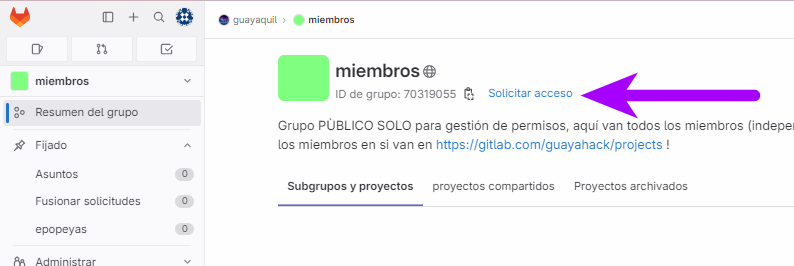 guayaquil › miembros
miembros
miembros
ID de grupo: 70319055 Solicitar acceso
Resumen del grupo
Grupo PÙBLICO SOLO para gestión de permisos, aquí van todos los miembros (indepen
Fijado
los miembros en si van en https://gitlab.com/guayahack/projects !
Asuntos 0
Subgrupos y proyectos proyectos compartidos Proyectos archivados
Fusionar solicitudes 0
epopeyas 0
Administrar